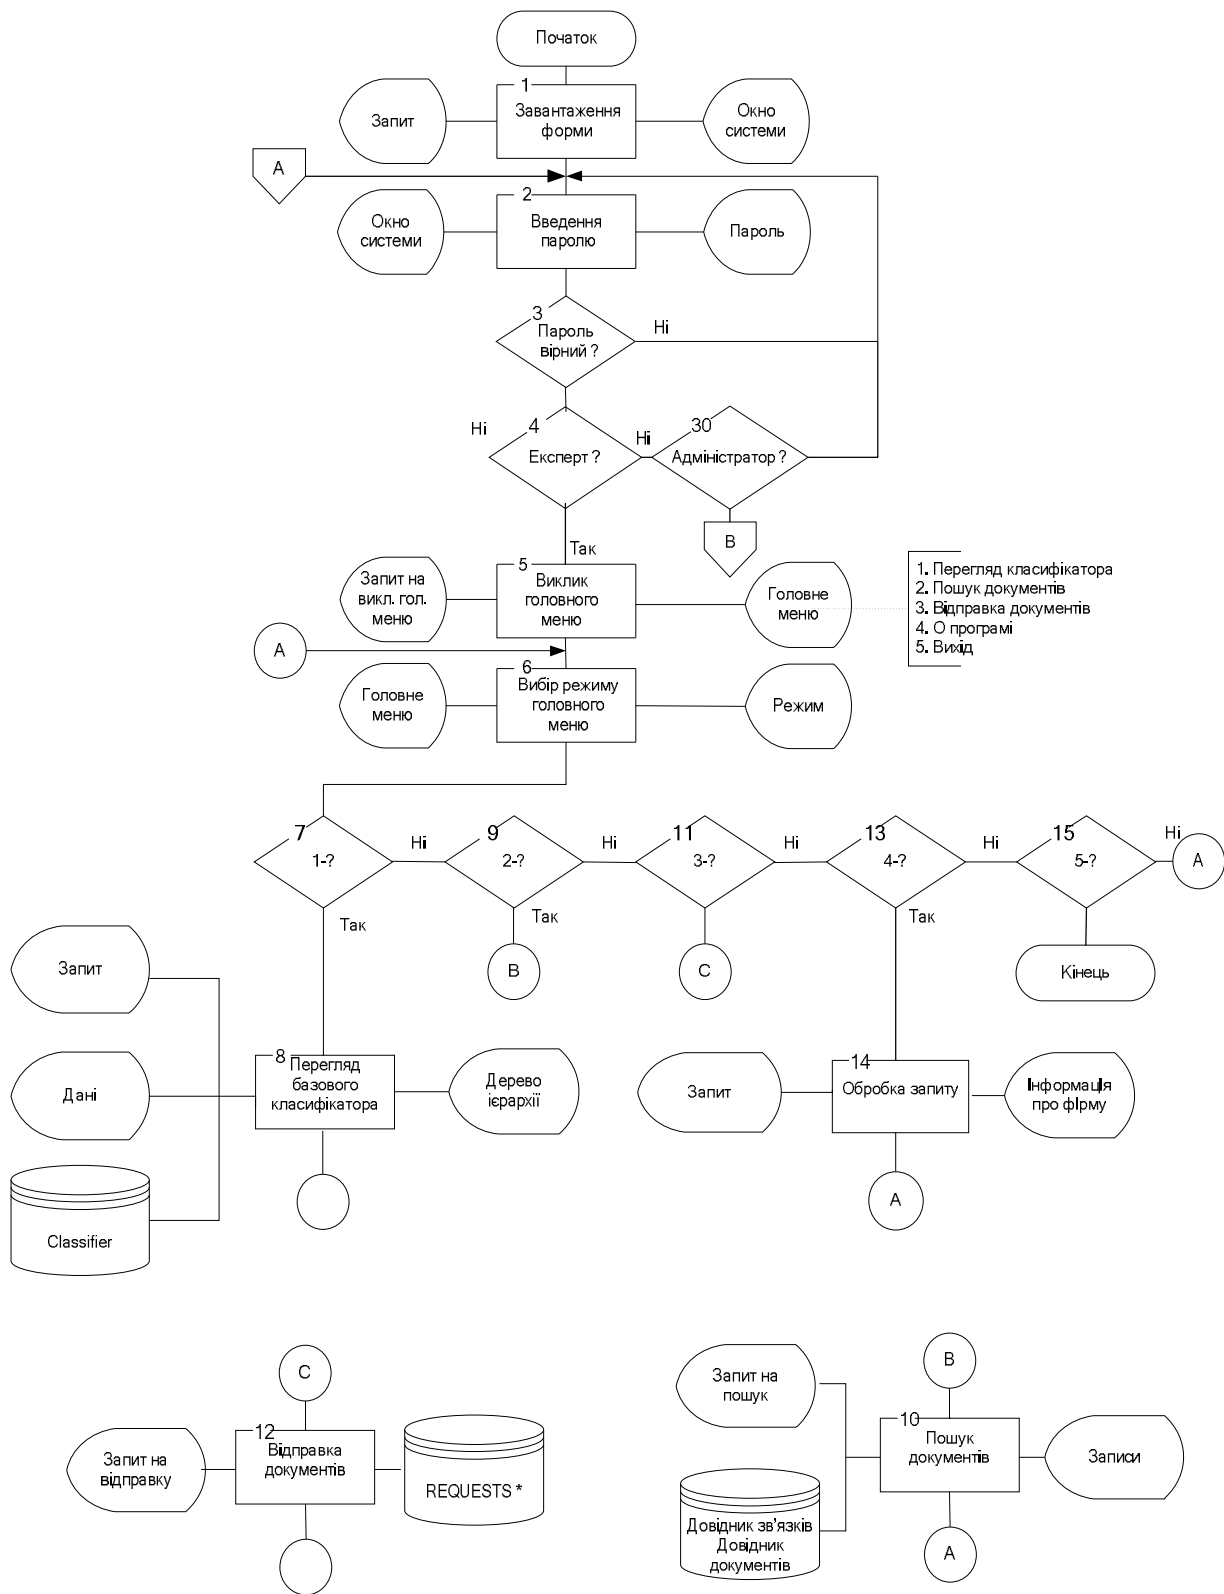 Початок
1
Запит
Завантаження
форми
Окно
системи
A
2
Окно
системи
Введення
паролю
Пароль
3
Пароль
вірний ?
Ні
Ні
4
Експерт ?
Ні
30
Адміністратор ?
B
Так
5
Запит на
викл. гол.
меню
Виклик
головного
меню
Головне
меню
1. Перегляд класифікатора
2. Пошук документів
3. Відправка документів
4. О програмі
5. Вихід
A
6
Головне
меню
Вибір режиму
головного
меню
Режим
7
1-?
Ні
9
2-?
Ні
11
3-?
Ні
13
4-?
Ні
15
5-?
Ні
A
Так
Так
Так
B
C
Кінець
Запит
Дані
Classifier
8
Перегляд
базового
класифікатора
Дерево
ієрархії
Запит
14
Обробка запиту
Інформація
про фІрму
A
C
12
Запит на
відправку
Відправка
документів
REQUESTS *
B
Запит на
пошук
10
Пошук
документів
Записи
Довідник зв'язків
Довідник
документів
A